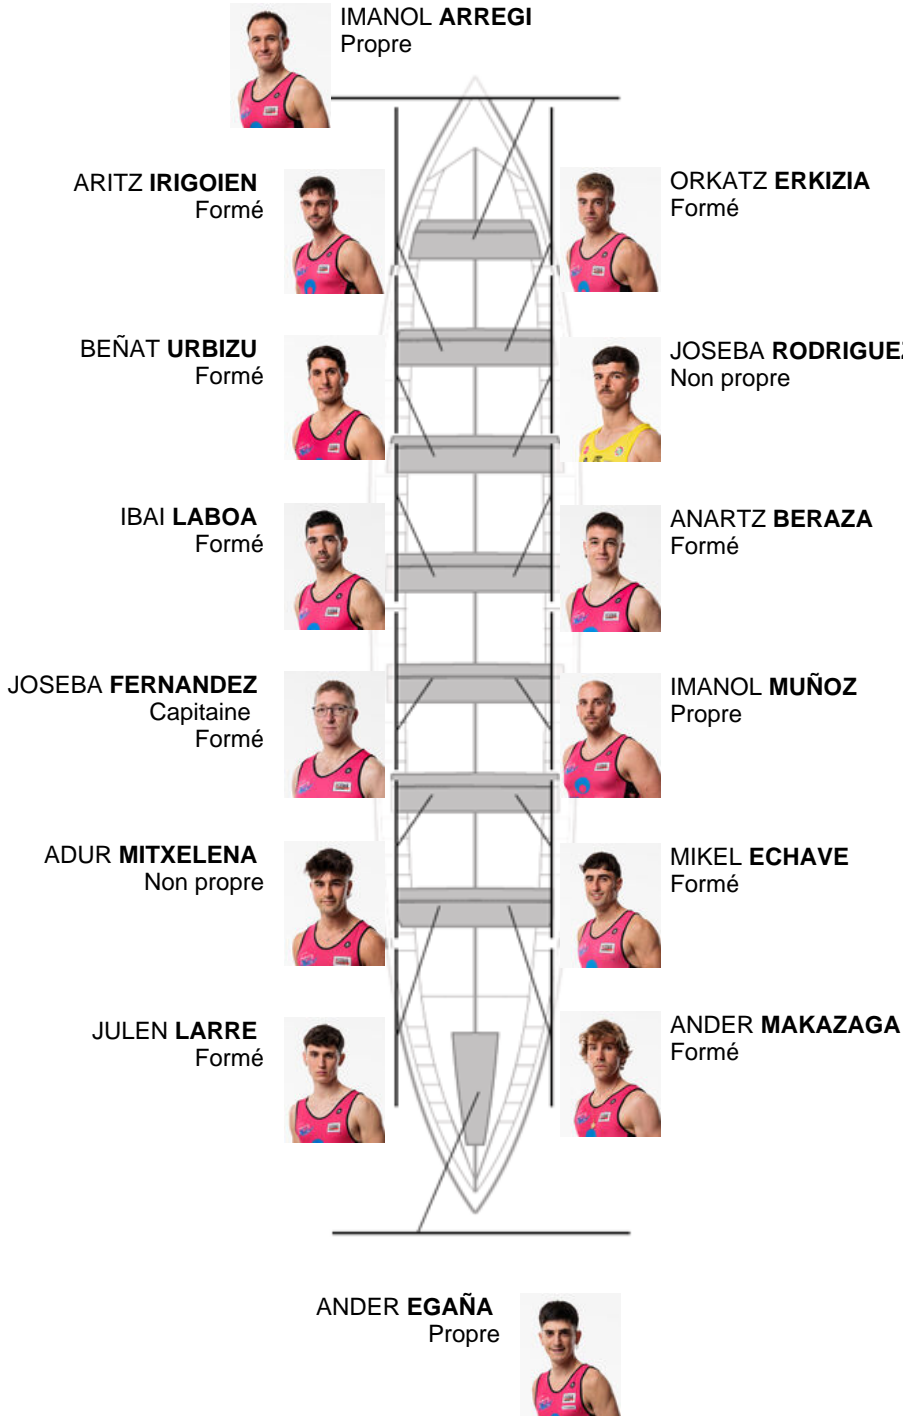 IMANOL ARREGI
Propre
ARITZ IRIGOIEN
Formé
ORKATZ ERKIZIA
Formé
BEÑAT URBIZU
Formé
JOSEBA RODRIGUEZ
Non propre
IBAI LABOA
Formé
ANARTZ BERAZA
Formé
JOSEBA FERNANDEZ
Capitaine
Formé
IMANOL MUÑOZ
Propre
ADUR MITXELENA
Non propre
MIKEL ECHAVE
Formé
JULEN LARRE
Formé
ANDER MAKAZAGA
Formé
ANDER EGAÑA
Propre